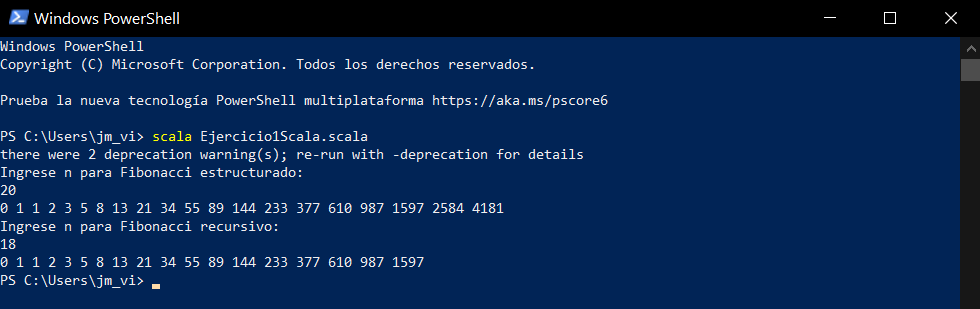 Windows PowerShell
Windows PowerShell
Copyright (C) Microsoft Corporation. Todos los derechos reservados.
Prueba la nueva tecnología PowerShell multiplataforma https://aka.ms/pscore6
PS C:\Users\jm_vi> scala Ejercicio1Scala.scala
there were 2 deprecation warning(s); re-run with -deprecation for details
Ingrese n para Fibonacci estructurado:
20
0 1 1 2 3 5 8 13 21 34 55 89 144 233 377 610 987 1597 2584 4181
Ingrese n para Fibonacci recursivo:
18
0 1 1 2 3 5 8 13 21 34 55 89 144 233 377 610 987 1597
PS C:\Users\jm_vi>